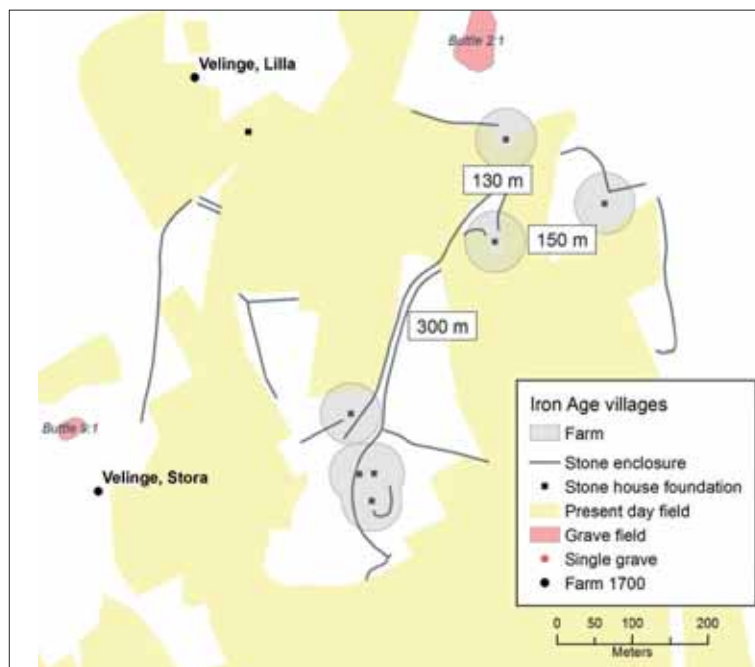 Buttle 2:1
Velinge, Lilla
130 m
150 m
300 m
Buttle 9:1
Velinge, Stora
Iron Age villages
Farm
Stone enclosure
Stone house foundation
Present day field
Grave field
Single grave
Farm 1700
0 50 100 200
Meters